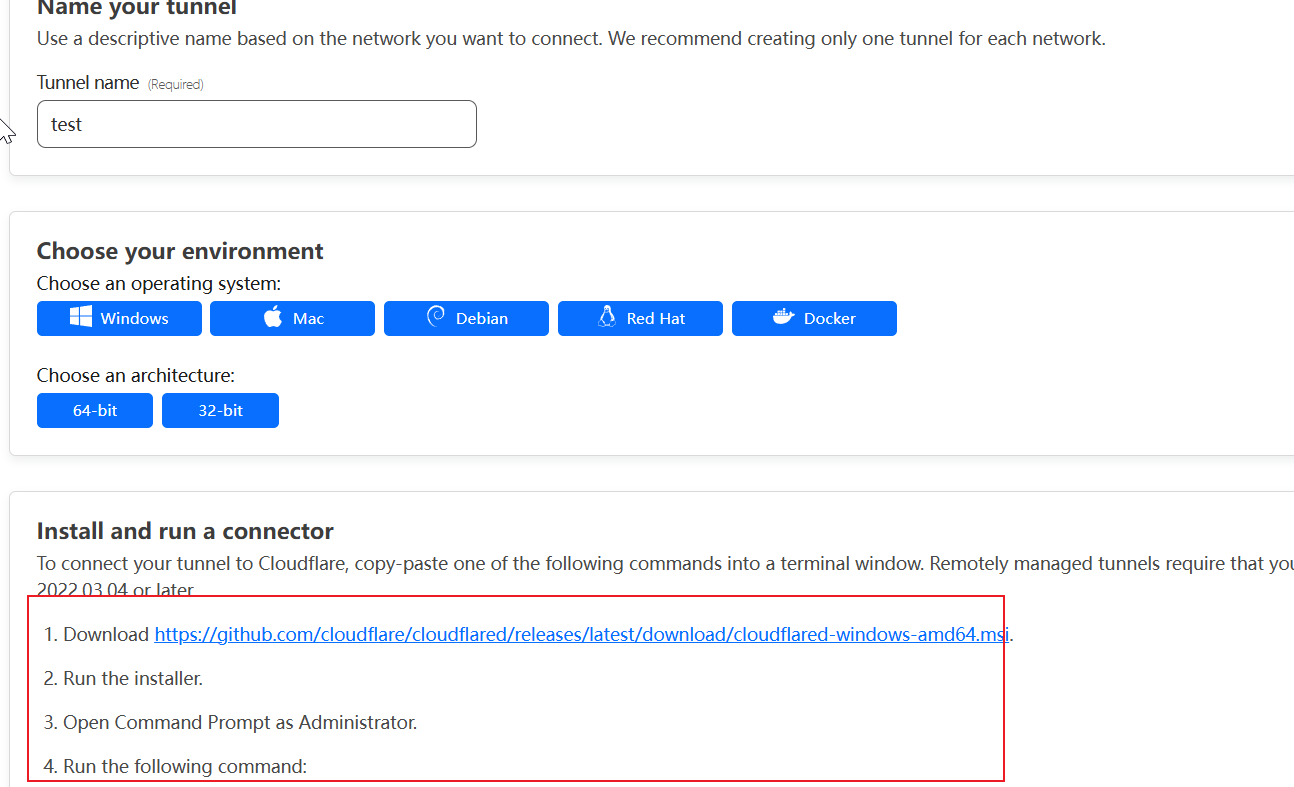 Name your tunnel
Use a descriptive name based on the network you want to connect. We recommend creating only one tunnel for each network.
Tunnel name (Required)
test
Choose your environment
Choose an operating system:
Windows Mac Debian Red Hat Docker
Choose an architecture:
64-bit 32-bit
Install and run a connector
To connect your tunnel to Cloudflare, copy-paste one of the following commands into a terminal window. Remotely managed tunnels require that you
2022.03.04 or later
1. Download https://github.com/cloudflare/cloudflared/releases/latest/download/cloudflared-windows-amd64.msi.
2. Run the installer.
3. Open Command Prompt as Administrator.
4. Run the following command: